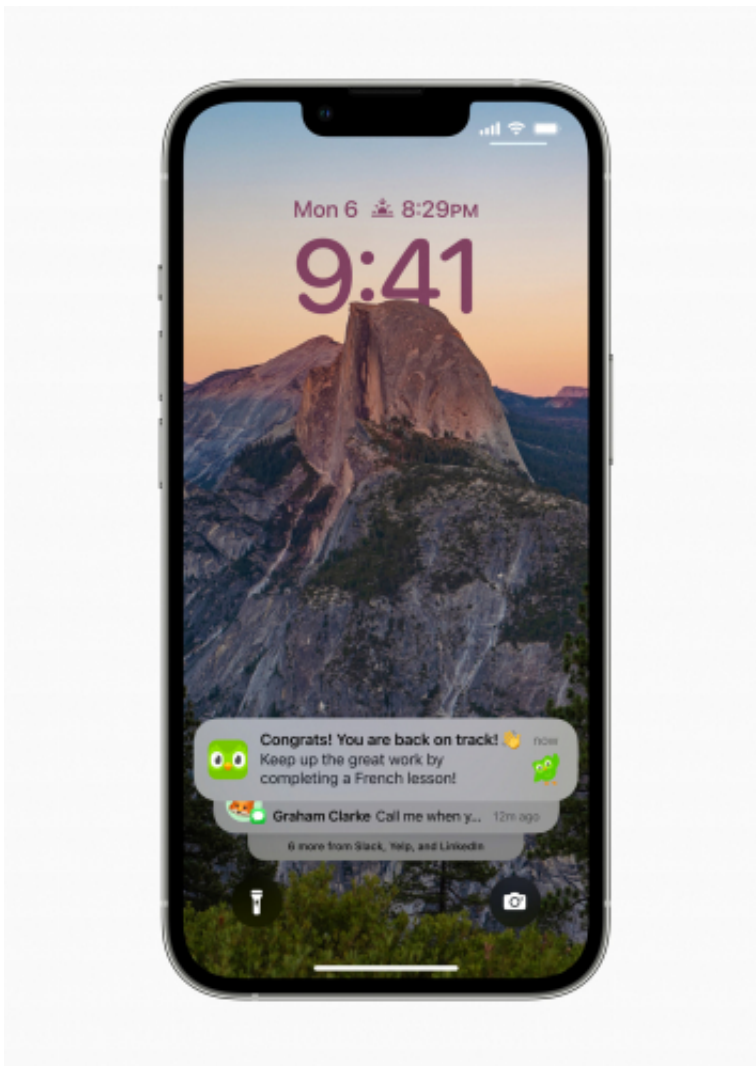 Mon 6 8:29PM
9:41
Congrats! You are back on track! 👏 now
Keep up the great work by
completing a French lesson!
Graham Clarke Call me when y... 12m ago
6 more from Slack, Yelp, and LinkedIn